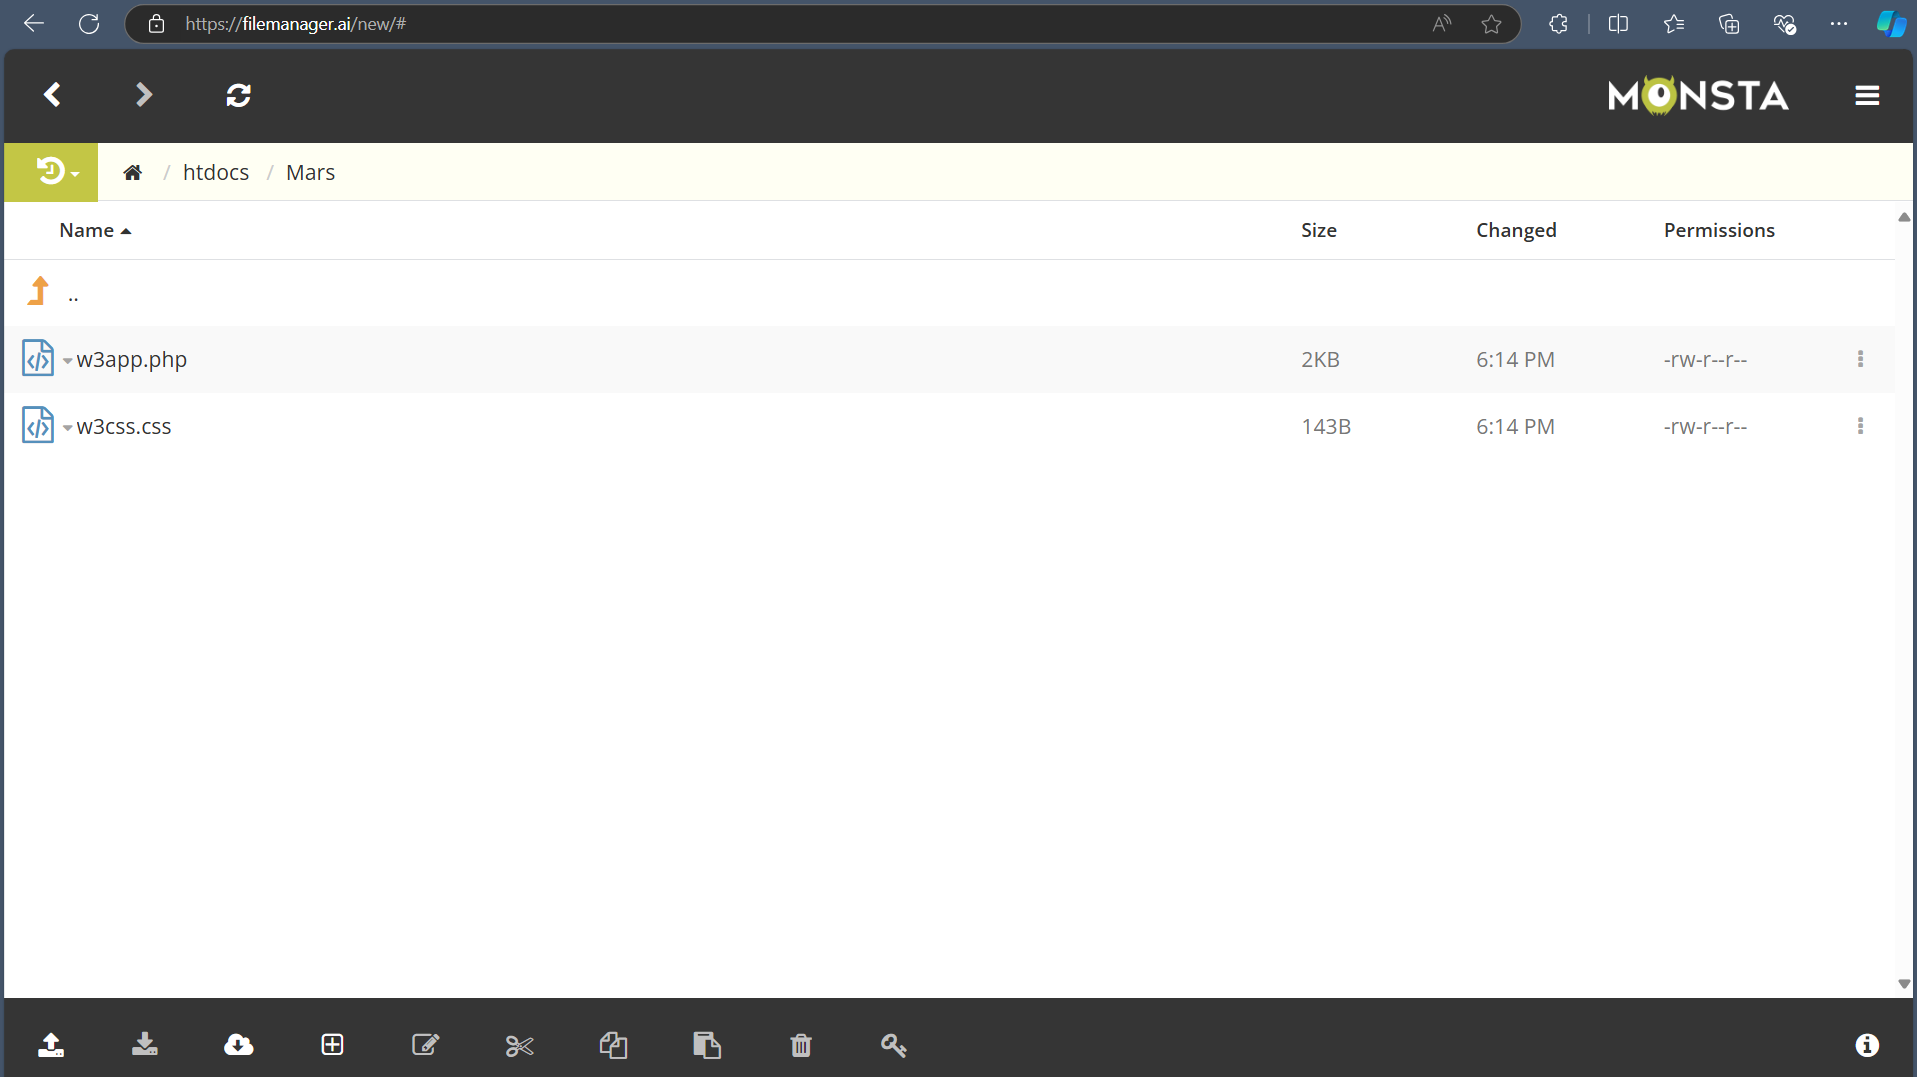 https://filemanager.ai/new/#
MONSTA
/ htdocs / Mars
Name Size Changed Permissions
..
w3app.php 2KB 6:14 PM -rw-r--r--
w3css.css 143B 6:14 PM -rw-r--r--